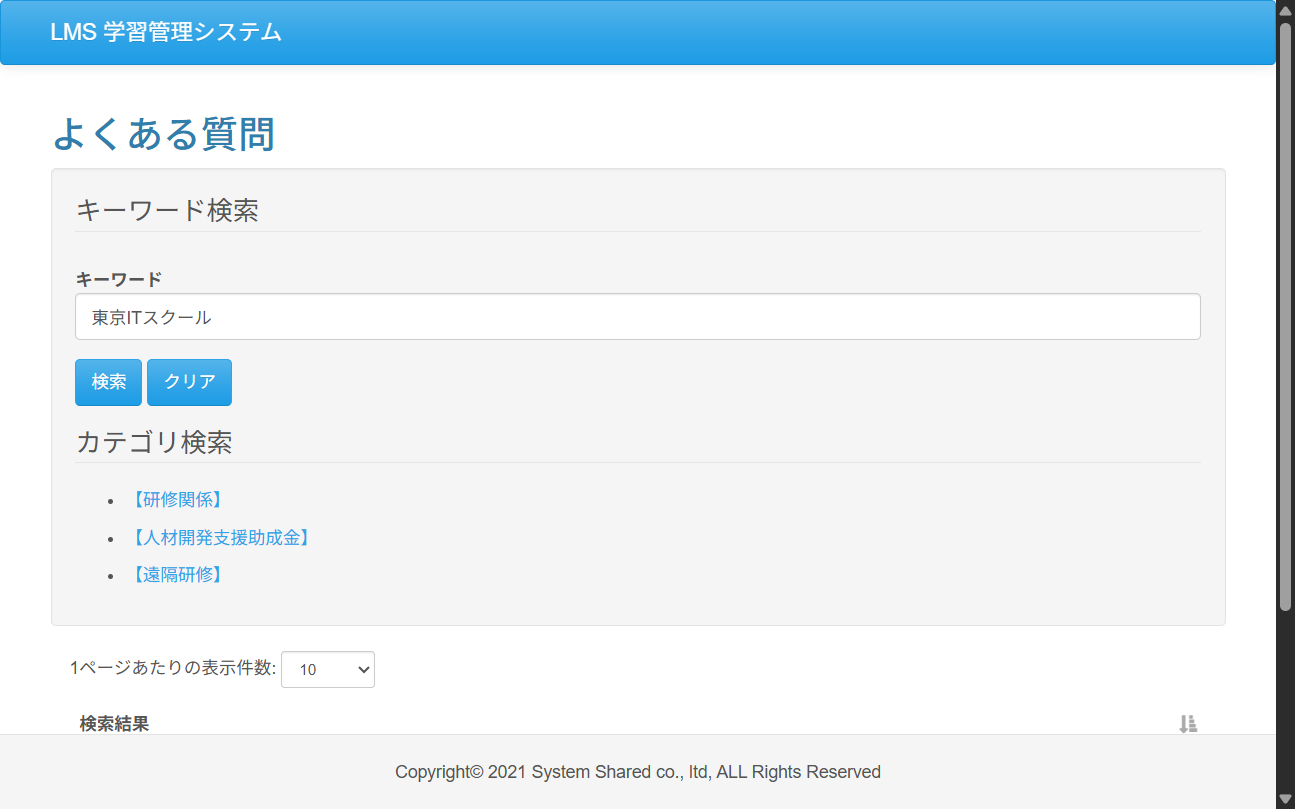 LMS 学習管理システム
よくある質問
キーワード検索
キーワード
東京ITスクール
検索 クリア
カテゴリ検索
【研修関係】
【人材開発支援助成金】
【遠隔研修】
1ページあたりの表示件数: 10
検索結果
Copyright© 2021 System Shared co., ltd, ALL Rights Reserved